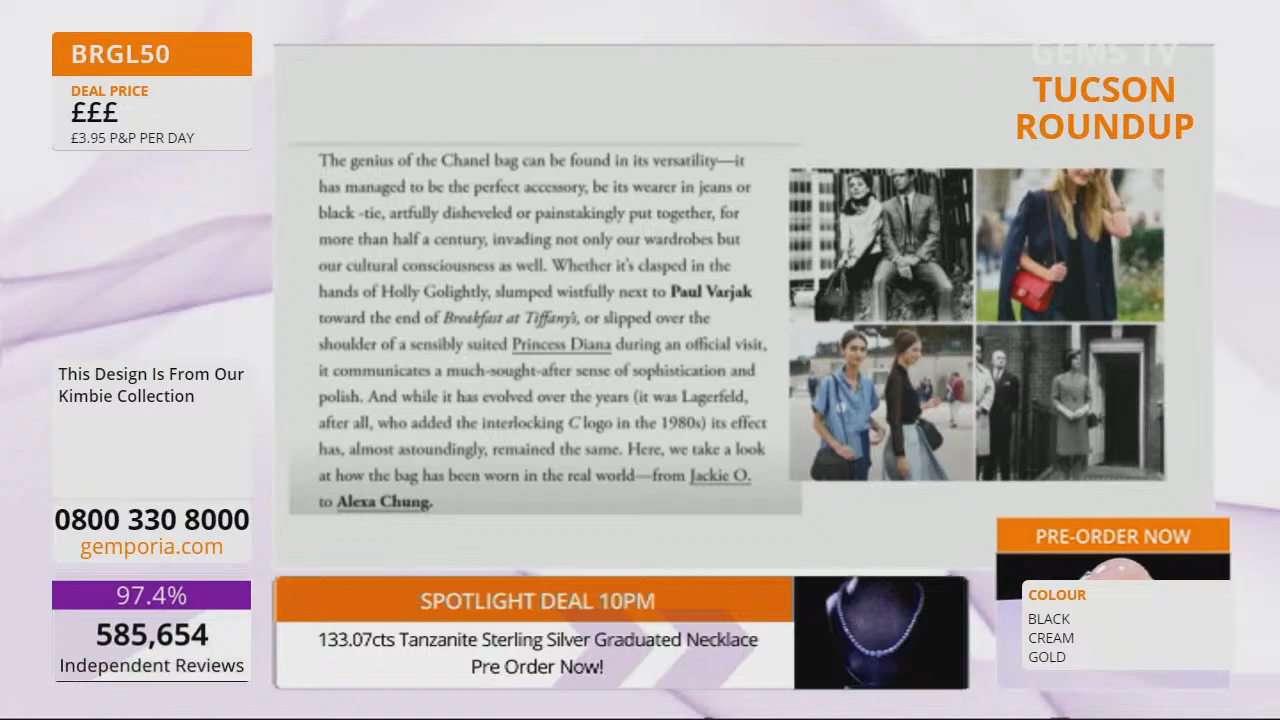 BRGL50
DEAL PRICE
£££
£3.95 P&P PER DAY
This Design Is From Our
Kimbie Collection
0800 330 8000
gemporia.com
97.4%
585,654
Independent Reviews
GEMS TV
TUCSON
ROUNDUP
The genius of the Chanel bag can be found in its versatility—it
has managed to be the perfect accessory, be its wearer in jeans or
black -tie, artfully disheveled or painstakingly put together, for
more than half a century, invading not only our wardrobes but
our cultural consciousness as well. Whether it's clasped in the
hands of Holly Golightly, slumped wistfully next to Paul Varjak
toward the end of Breakfast at Tiffany's, or slipped over the
shoulder of a sensibly suited Princess Diana during an official visit,
it communicates a much-sought-after sense of sophistication and
polish. And while it has evolved over the years (it was Lagerfeld,
after all, who added the interlocking C logo in the 1980s) its effect
has, almost astoundingly, remained the same. Here, we take a look
at how the bag has been worn in the real world—from Jackie O.
to Alexa Chung.
SPOTLIGHT DEAL 10PM
133.07cts Tanzanite Sterling Silver Graduated Necklace
Pre Order Now!
PRE-ORDER NOW
COLOUR
BLACK
CREAM
GOLD